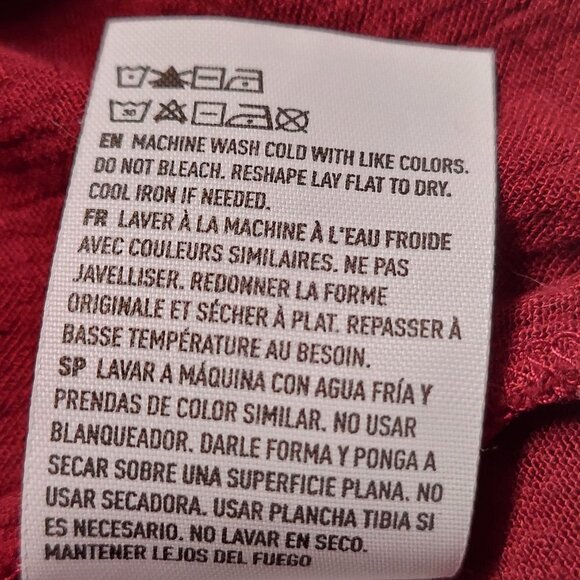 30
EN MACHINE WASH COLD WITH LIKE COLORS.
DO NOT BLEACH. RESHAPE LAY FLAT TO DRY.
COOL IRON IF NEEDED.
FR LAVER À LA MACHINE À L'EAU FROIDE
AVEC COULEURS SIMILAIRES. NE PAS
JAVELLISER. REDONNER LA FORME
ORIGINALE ET SÉCHER À PLAT. REPASSER À
BASSE TEMPÉRATURE AU BESOIN.
SP LAVAR A MÁQUINA CON AGUA FRÍA Y
PRENDAS DE COLOR SIMILAR. NO USAR
BLANQUEADOR. DARLE FORMA Y PONGA A
SECAR SOBRE UNA SUPERFICIE PLANA. NO
USAR SECADORA. USAR PLANCHA TIBIA SI
ES NECESARIO. NO LAVAR EN SECO.
MANTENER LEJOS DEL FUEGO